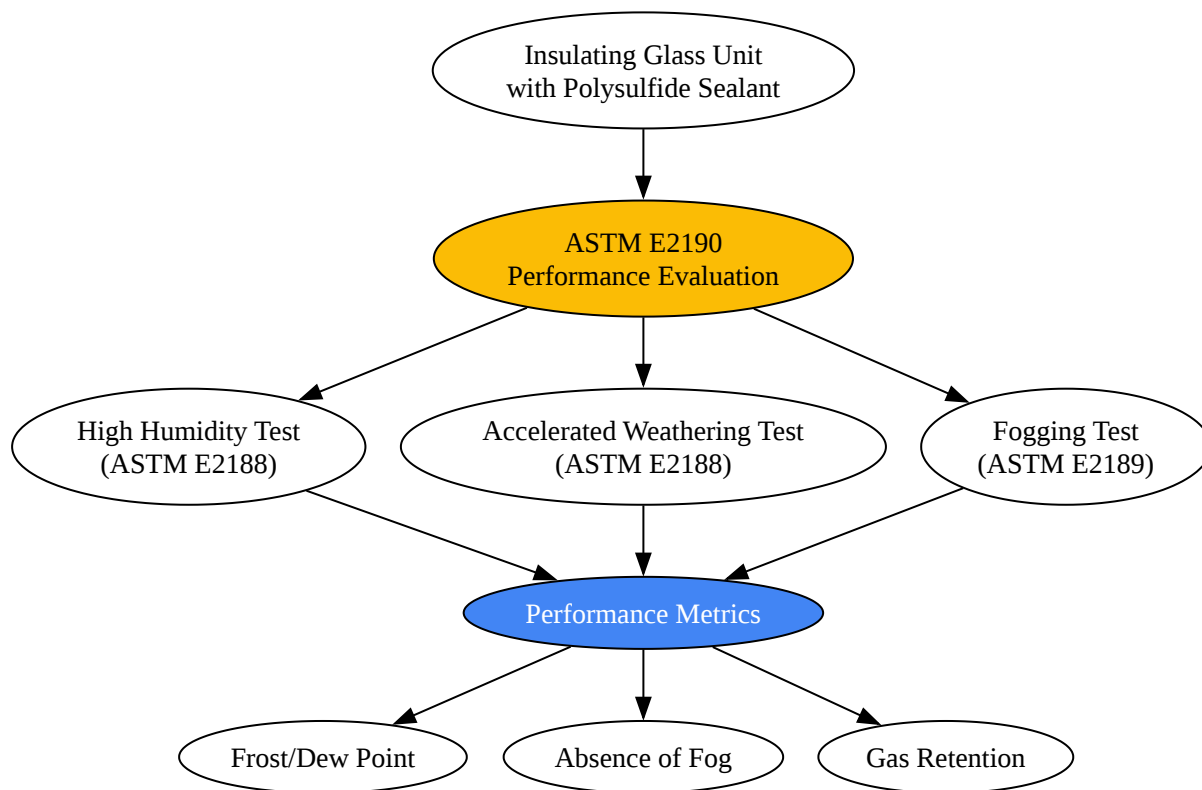 Insulating Glass Unit
with Polysulfide Sealant
ASTM E2190
Performance Evaluation
High Humidity Test
(ASTM E2188)
Accelerated Weathering Test
(ASTM E2188)
Fogging Test
(ASTM E2189)
Performance Metrics
Frost/Dew Point
Absence of Fog
Gas Retention